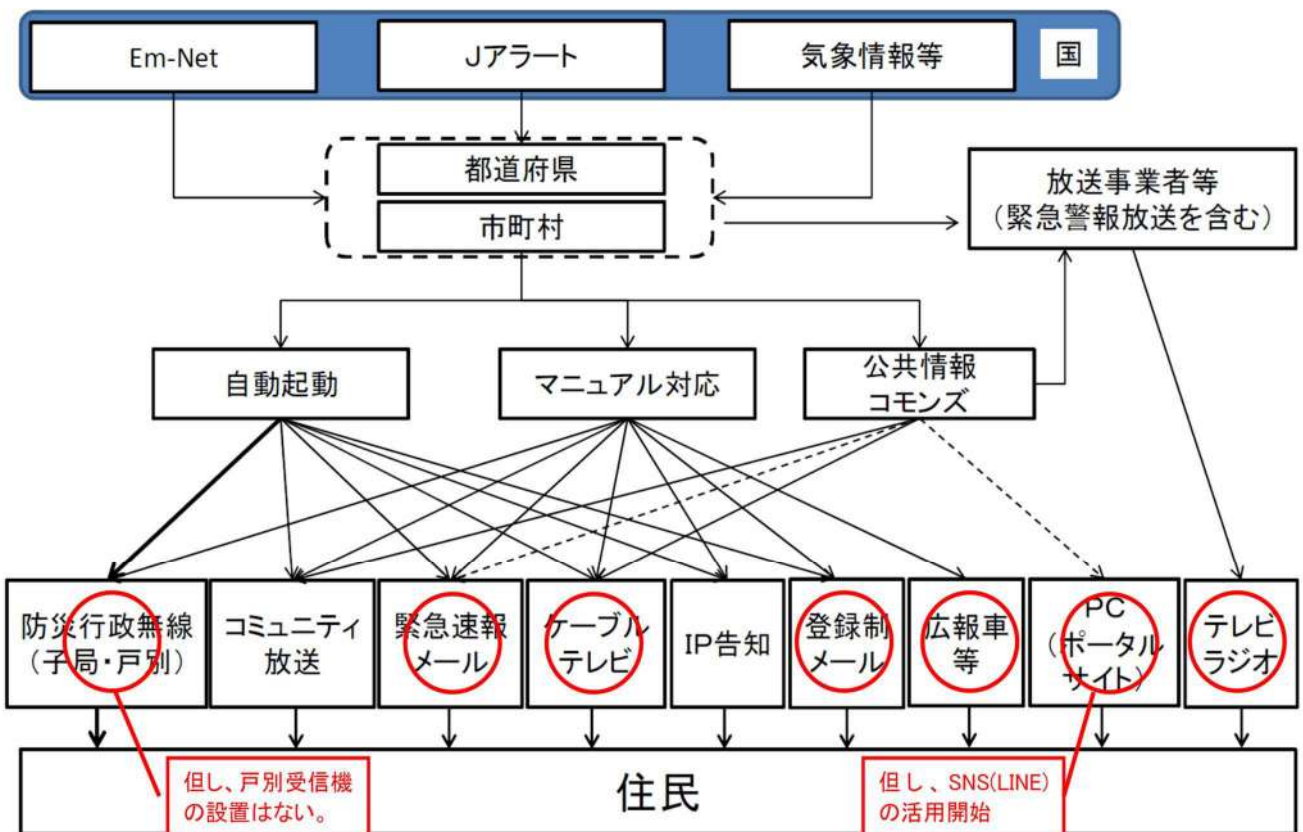 Em-Net
Jアラート
気象情報等
国
都道府県
市町村
放送事業者等
（緊急警報放送を含む）
自動起動
マニュアル対応
公共情報
コモンズ
防災行政無線
（子局・戸別）
コミュニティ
放送
緊急速報
メール
ケーブル
テレビ
IP告知
登録制
メール
広報車
等
PC
（ポータル
サイト）
テレビ
ラジオ
但し、戸別受信機
の設置はない。
住民
但し、SNS(LINE)
の活用開始